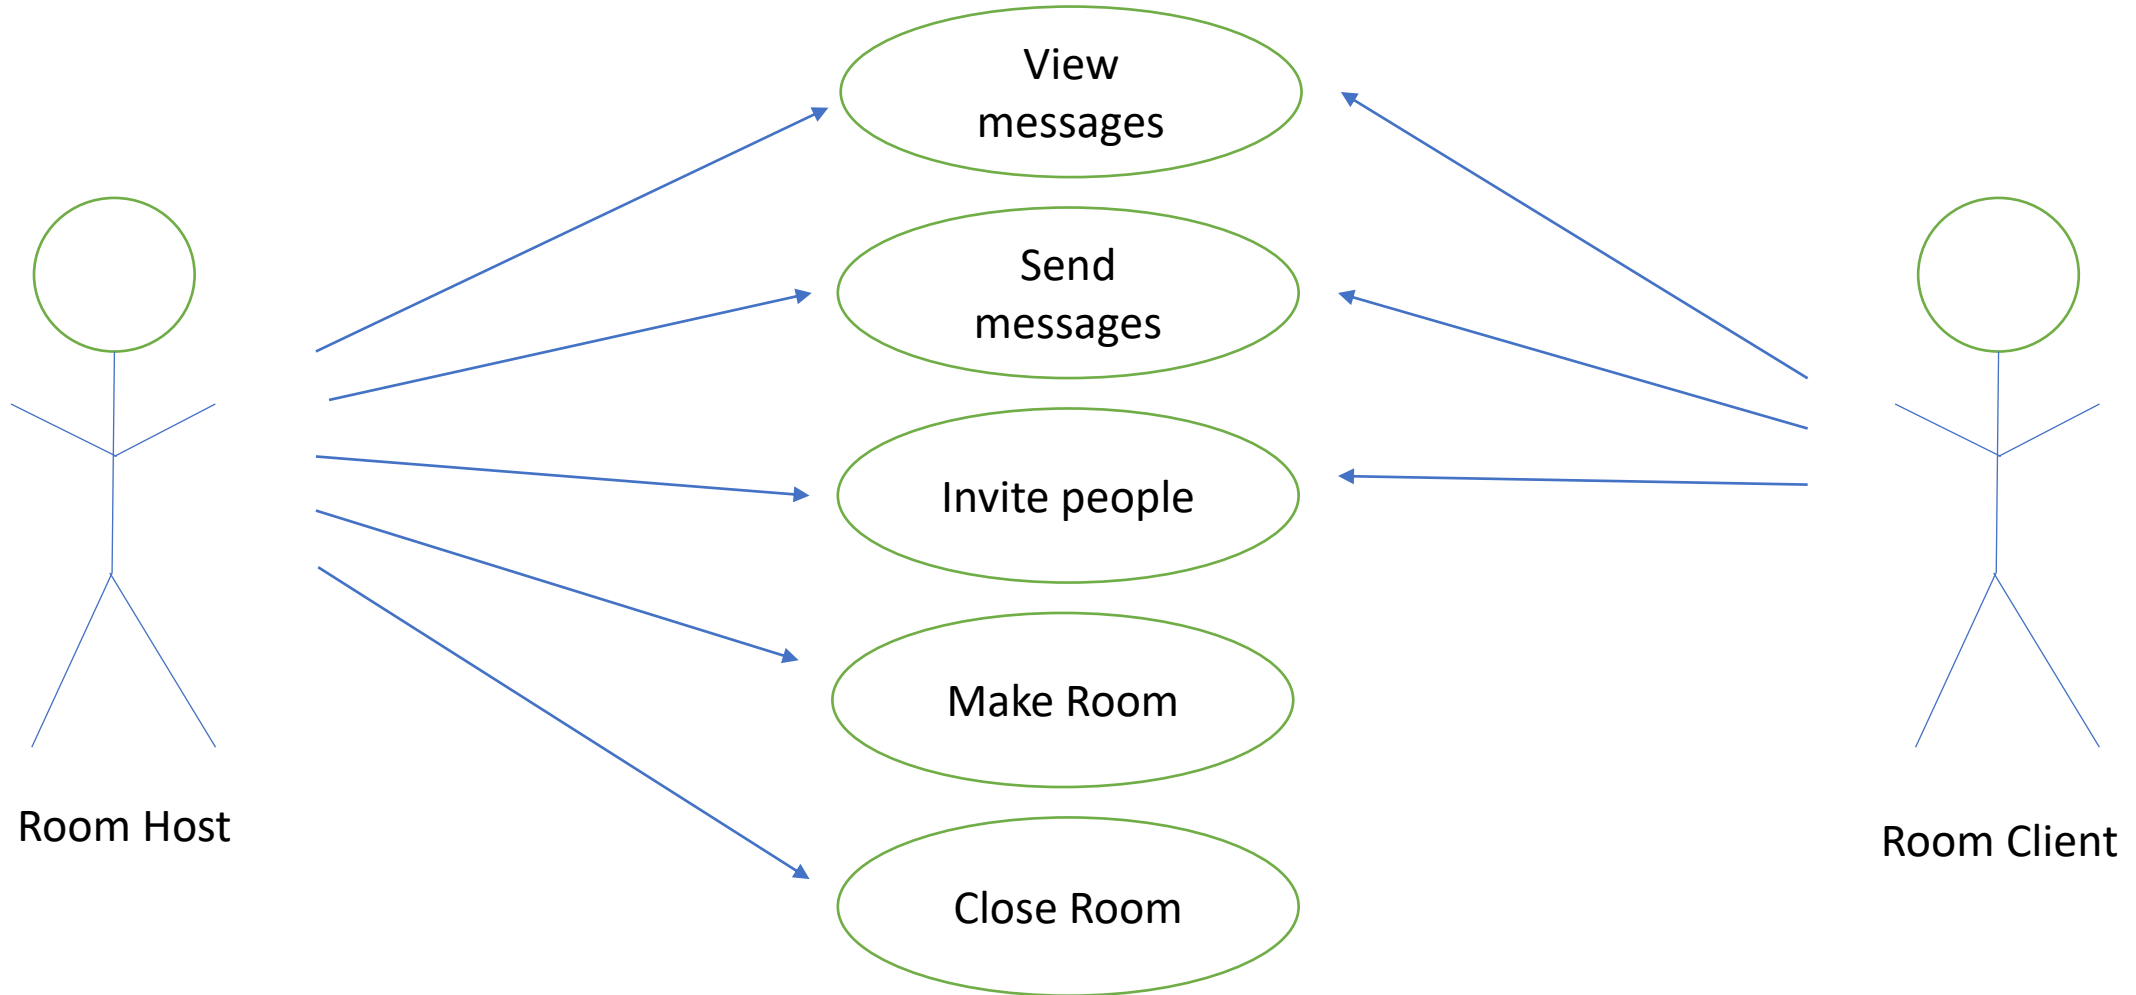 View
messages
Send
messages
Invite people
Make Room
Close Room
Room Host
Room Client